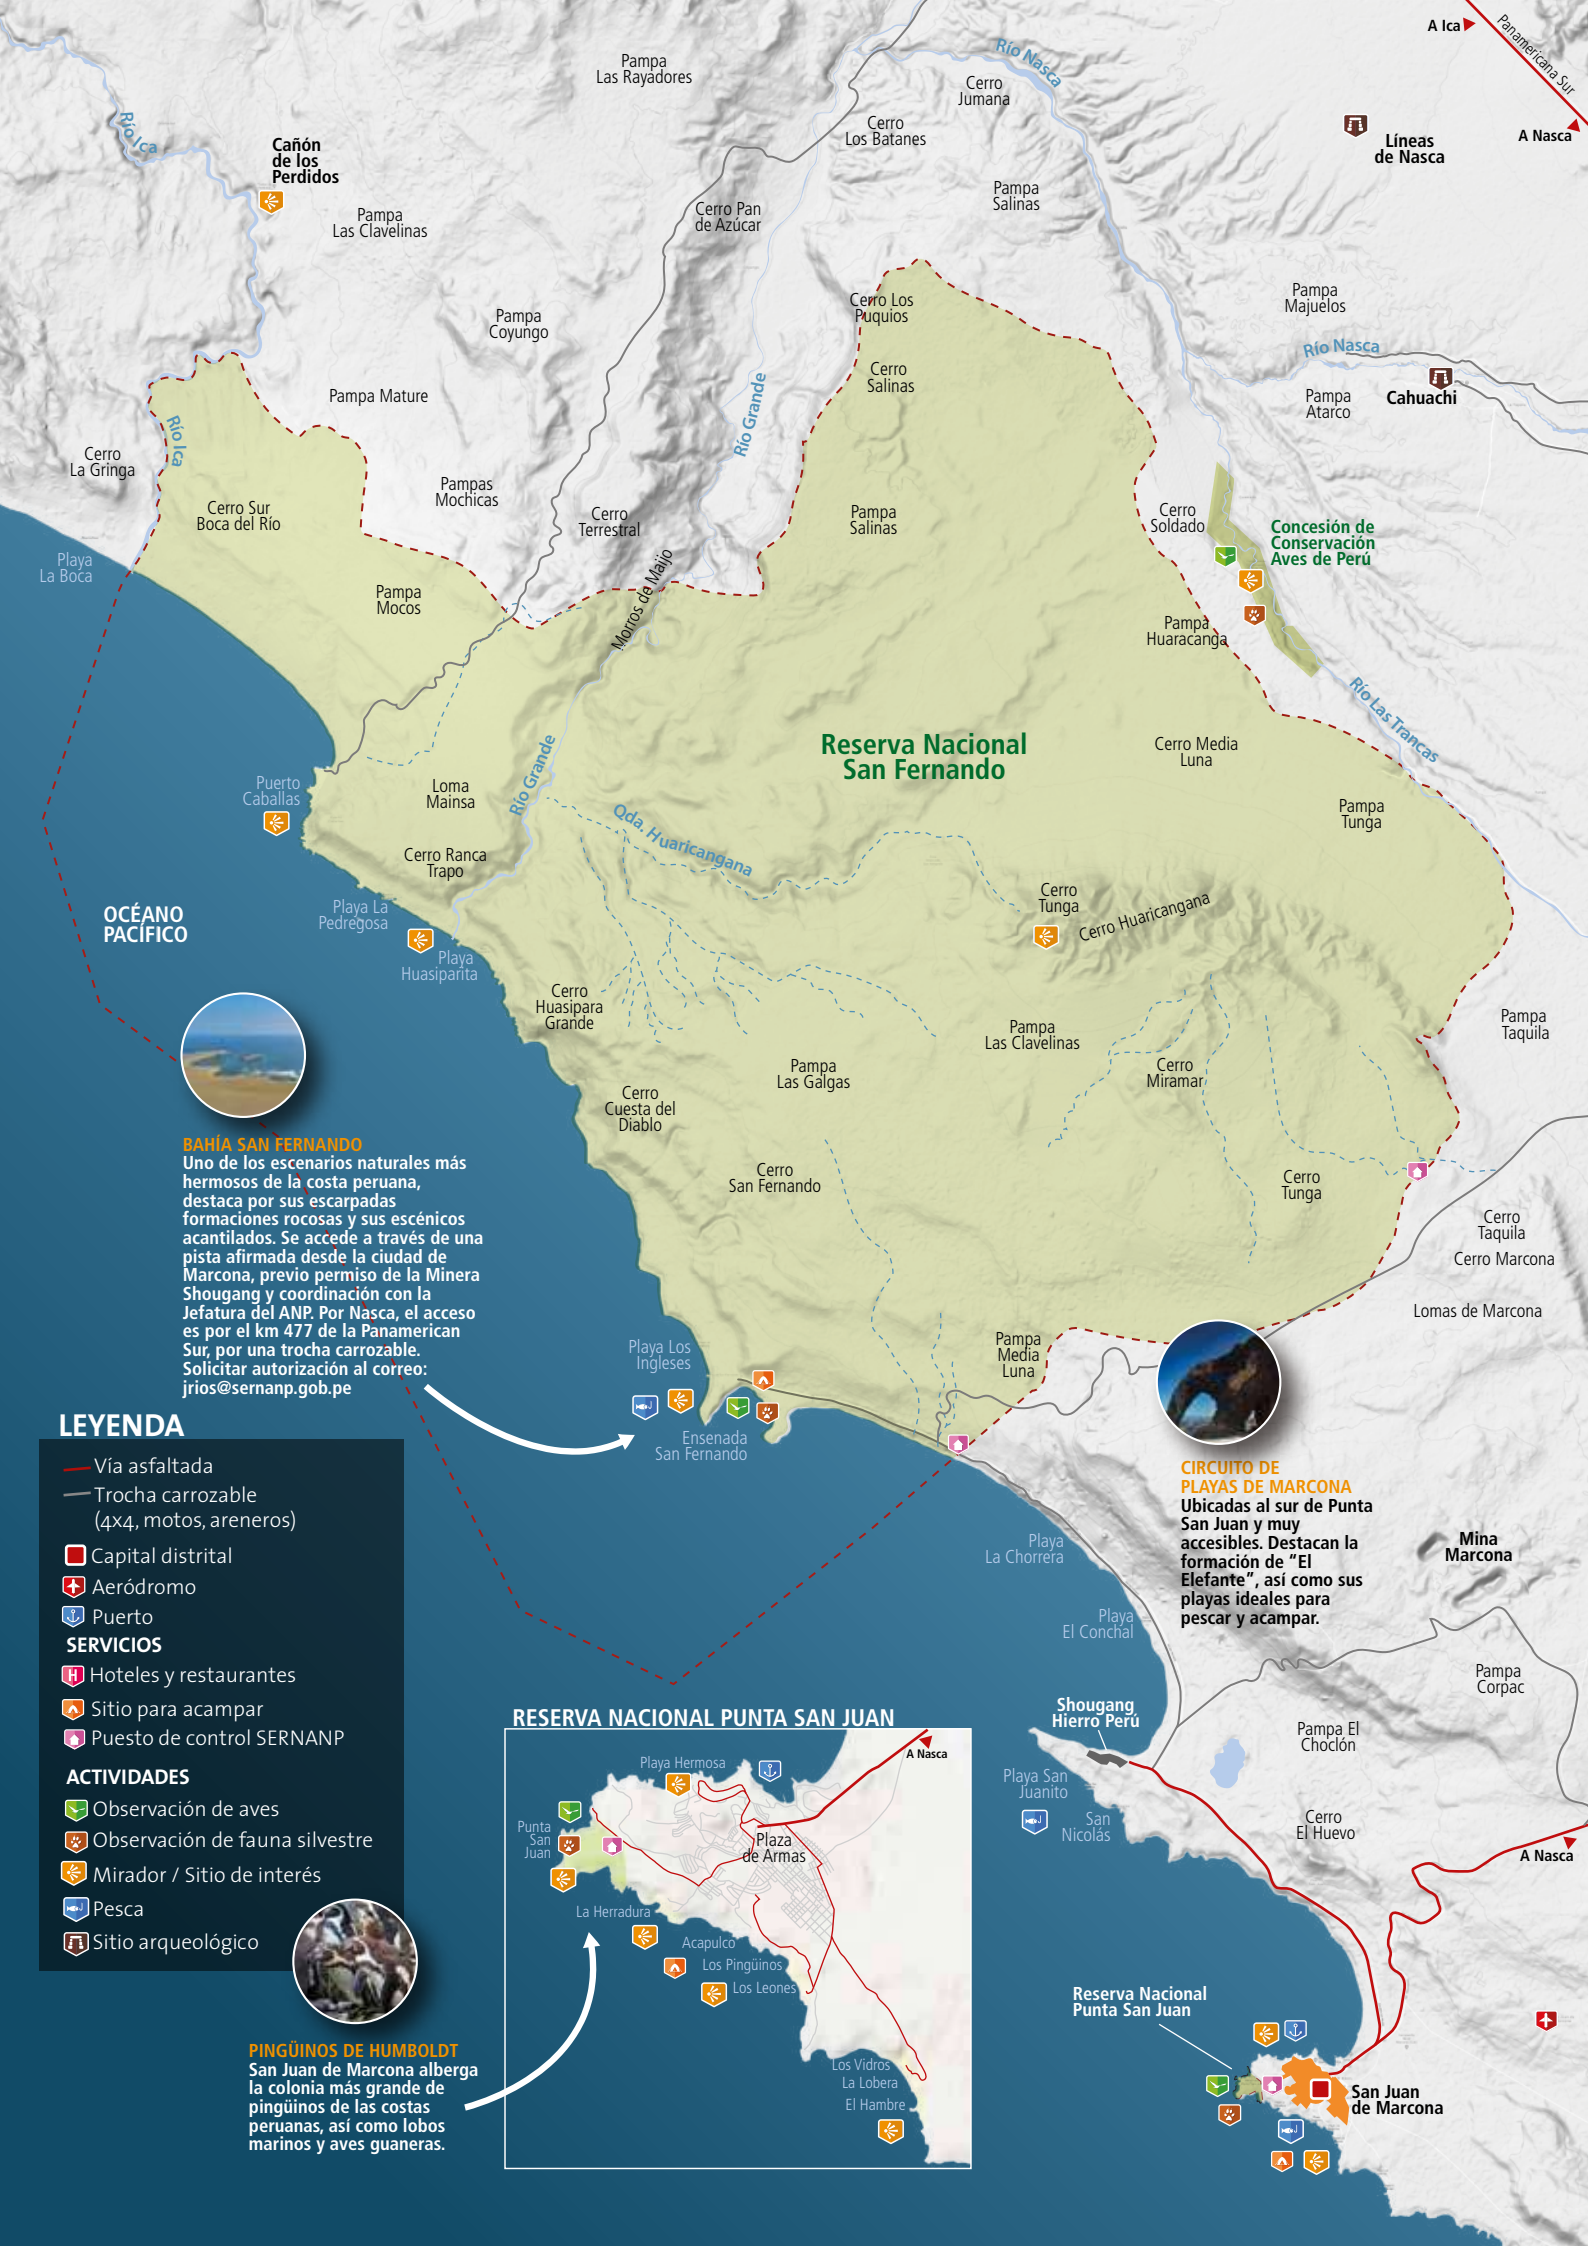 A Ica
Panamericana Sur
A Nasca
Pampa
Las Rayadores
Río Nasca
Cerro
Jumana
Cerro
Los Batanes
Líneas
de Nasca
Río Ica
Cañón
de los
Perdidos
Pampa
Las Clavelinas
Cerro Pan
de Azúcar
Pampa
Salinas
Pampa
Coyungo
Cerro Los
Puquios
Pampa
Majuelos
Río Nasca
Cerro
Salinas
Pampa Mature
Río Grande
Pampa
Atarco
Cahuachi
Río Ica
Cerro
La Gringa
Pampas
Mochicas
Cerro Sur
Boca del Río
Cerro
Terrestral
Pampa
Salinas
Cerro
Soldado
Concesión de
Conservación
Aves de Perú
Playa
La Boca
Pampa
Mocos
Morros de Maijo
Pampa
Huaracanga
Río Las Trancas
Reserva Nacional
San Fernando
Cerro Media
Luna
Puerto
Caballas
Loma
Mainsa
Río Grande
Qda. Huaricangana
Pampa
Tunga
Cerro Ranca
Trapo
OCÉANO
PACÍFICO
Playa La
Pedregosa
Cerro
Tunga
Cerro Huaricangana
Playa
Huasiparita
Cerro
Huasipara
Grande
Pampa
Las Clavelinas
Pampa
Taquila
Pampa
Las Galgas
Cerro
Miramar
Cerro
Cuesta del
Diablo
Cerro
San Fernando
Cerro
Tunga
Cerro
Taquila
Cerro Marcona
Lomas de Marcona
BAHÍA SAN FERNANDO
Uno de los escenarios naturales más
hermosos de la costa peruana,
destaca por sus escarpadas
formaciones rocosas y sus escénicos
acantilados. Se accede a través de una
pista afirmada desde la ciudad de
Marcona, previo permiso de la Minera
Shougang y coordinación con la
Jefatura del ANP. Por Nasca, el acceso
es por el km 477 de la Panamerican
Sur, por una trocha carrozable.
Solicitar autorización al correo:
jrios@sernanp.gob.pe
Playa Los
Ingleses
Pampa
Media
Luna
Ensenada
San Fernando
CIRCUITO DE
PLAYAS DE MARCONA
Ubicadas al sur de Punta
San Juan y muy
accesibles. Destacan la
formación de “El
Elefante”, así como sus
playas ideales para
pescar y acampar.
Playa
La Chorrera
Mina
Marcona
Playa
El Conchal
Pampa
Corpac
Shougang
Hierro Perú
Pampa El
Choclón
Playa San
Juanito
San
Nicolás
Cerro
El Huevo
A Nasca
Reserva Nacional
Punta San Juan
San Juan
de Marcona
LEYENDA
Vía asfaltada
Trocha carrozable
(4x4, motos, areneros)
Capital distrital
Aeródromo
Puerto
SERVICIOS
H Hoteles y restaurantes
Sitio para acampar
Puesto de control SERNANP
ACTIVIDADES
Observación de aves
Observación de fauna silvestre
Mirador / Sitio de interés
Pesca
Sitio arqueológico
PINGÜINOS DE HUMBOLDT
San Juan de Marcona alberga
la colonia más grande de
pingüinos de las costas
peruanas, así como lobos
marinos y aves guaneras.
RESERVA NACIONAL PUNTA SAN JUAN
A Nasca
Playa Hermosa
Punta
San
Juan
Plaza
de Armas
La Herradura
Acapulco
Los Pingüinos
Los Leones
Los Vidros
La Lobera
El Hambre